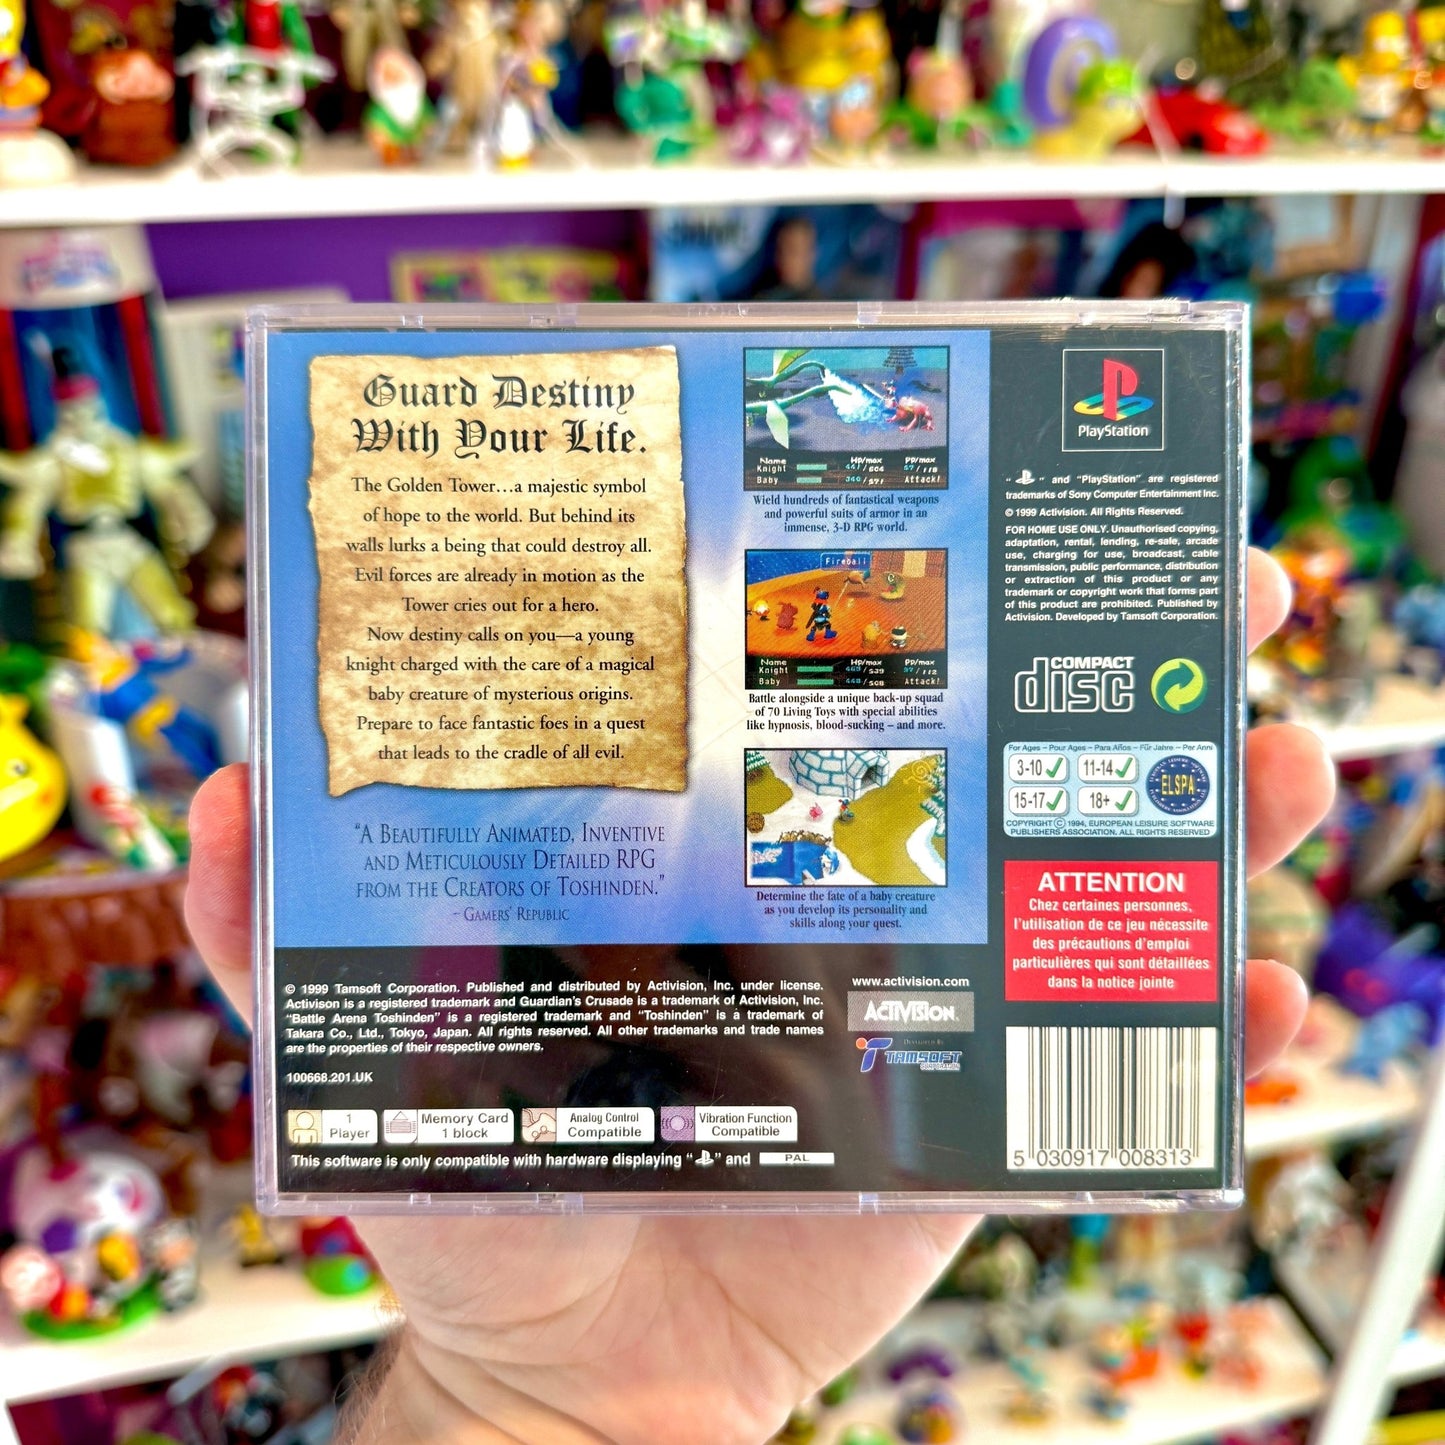 Guard Destiny
With Your Life.
The Golden Tower...a majestic symbol
of hope to the world. But behind its
walls lurks a being that could destroy all.
Evil forces are already in motion as the
Tower cries out for a hero.
Now destiny calls on you—a young
knight charged with the care of a magical
baby creature of mysterious origins.
Prepare to face fantastic foes in a quest
that leads to the cradle of all evil.
"A Beautifully Animated, Inventive
and Meticulously Detailed RPG
from the Creators of Toshinden."
– Gamers' Republic
Name HP/max PP/max
Knight
Baby Attack!
Wield hundreds of fantastical weapons
and powerful suits of armor in an
immense, 3-D RPG world.
Fireball
Name HP/max PP/max
Knight
Baby Attack!
Battle alongside a unique back-up squad
of 70 Living Toys with special abilities
like hypnosis, blood-sucking – and more.
Determine the fate of a baby creature
as you develop its personality and
skills along your quest.
PlayStation
" " and "PlayStation" are registered
trademarks of Sony Computer Entertainment Inc.
© 1999 Activision. All Rights Reserved.
FOR HOME USE ONLY. Unauthorised copying,
adaptation, rental, lending, re-sale, arcade
use, charging for use, broadcast, cable
transmission, public performance, distribution
or extraction of this product or any
trademark or copyright work that forms part
of this product are prohibited. Published by
Activision. Developed by Tamsoft Corporation.
COMPACT
disc
For Ages – Pour Ages – Para Años – Für Jahre – Per Anni
3-10 11-14
15-17 18+
ELSPA
COPYRIGHT © 1994, EUROPEAN LEISURE SOFTWARE
PUBLISHERS ASSOCIATION. ALL RIGHTS RESERVED
ATTENTION
Chez certaines personnes,
l'utilisation de ce jeu nécessite
des précautions d'emploi
particulières qui sont détaillées
dans la notice jointe
© 1999 Tamsoft Corporation. Published and distributed by Activision, Inc. under license.
Activison is a registered trademark and Guardian's Crusade is a trademark of Activision, Inc.
"Battle Arena Toshinden" is a registered trademark and "Toshinden" is a trademark of
Takara Co., Ltd., Tokyo, Japan. All rights reserved. All other trademarks and trade names
are the properties of their respective owners.
100668.201.UK
www.activision.com
ACTIVISION.
Developed By
TAMSOFT
CORPORATION
1
Player
Memory Card
1 block
Analog Control
Compatible
Vibration Function
Compatible
This software is only compatible with hardware displaying " " and PAL
5 030917 008313